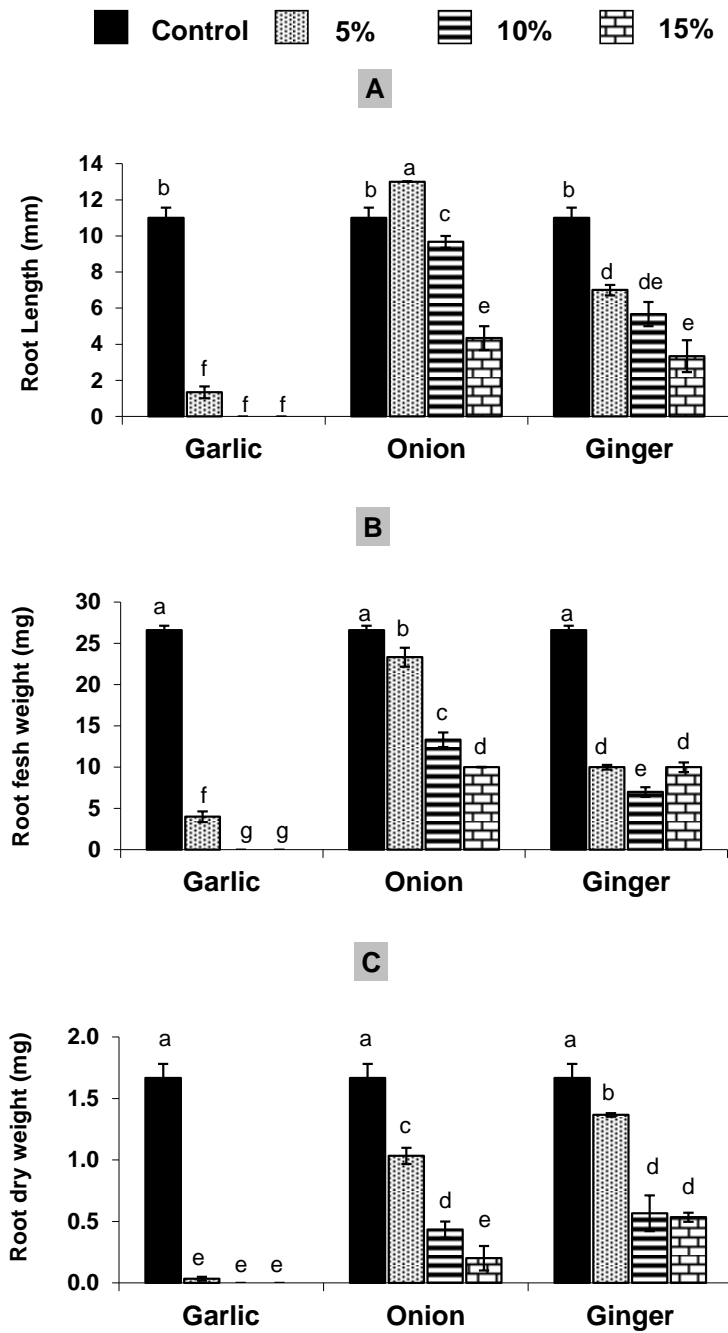 Control 5% 10% 15%
A
Root Length (mm)
14
12
10
8
6
4
2
0
b f f f b a c e b d de e
Garlic Onion Ginger
B
Root fesh weight (mg)
30
25
20
15
10
5
0
a f g g a b c d a d e d
Garlic Onion Ginger
C
Root dry weight (mg)
2.0
1.5
1.0
0.5
0.0
a e e e a c d e a b d d
Garlic Onion Ginger